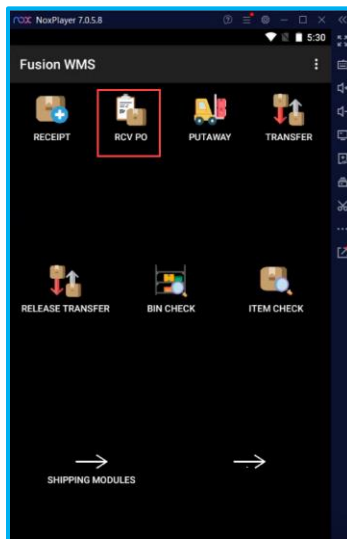 nox NoxPlayer 7.0.5.8
5:30
Fusion WMS
RECEIPT RCV PO PUTAWAY TRANSFER
RELEASE TRANSFER BIN CHECK ITEM CHECK
SHIPPING MODULES